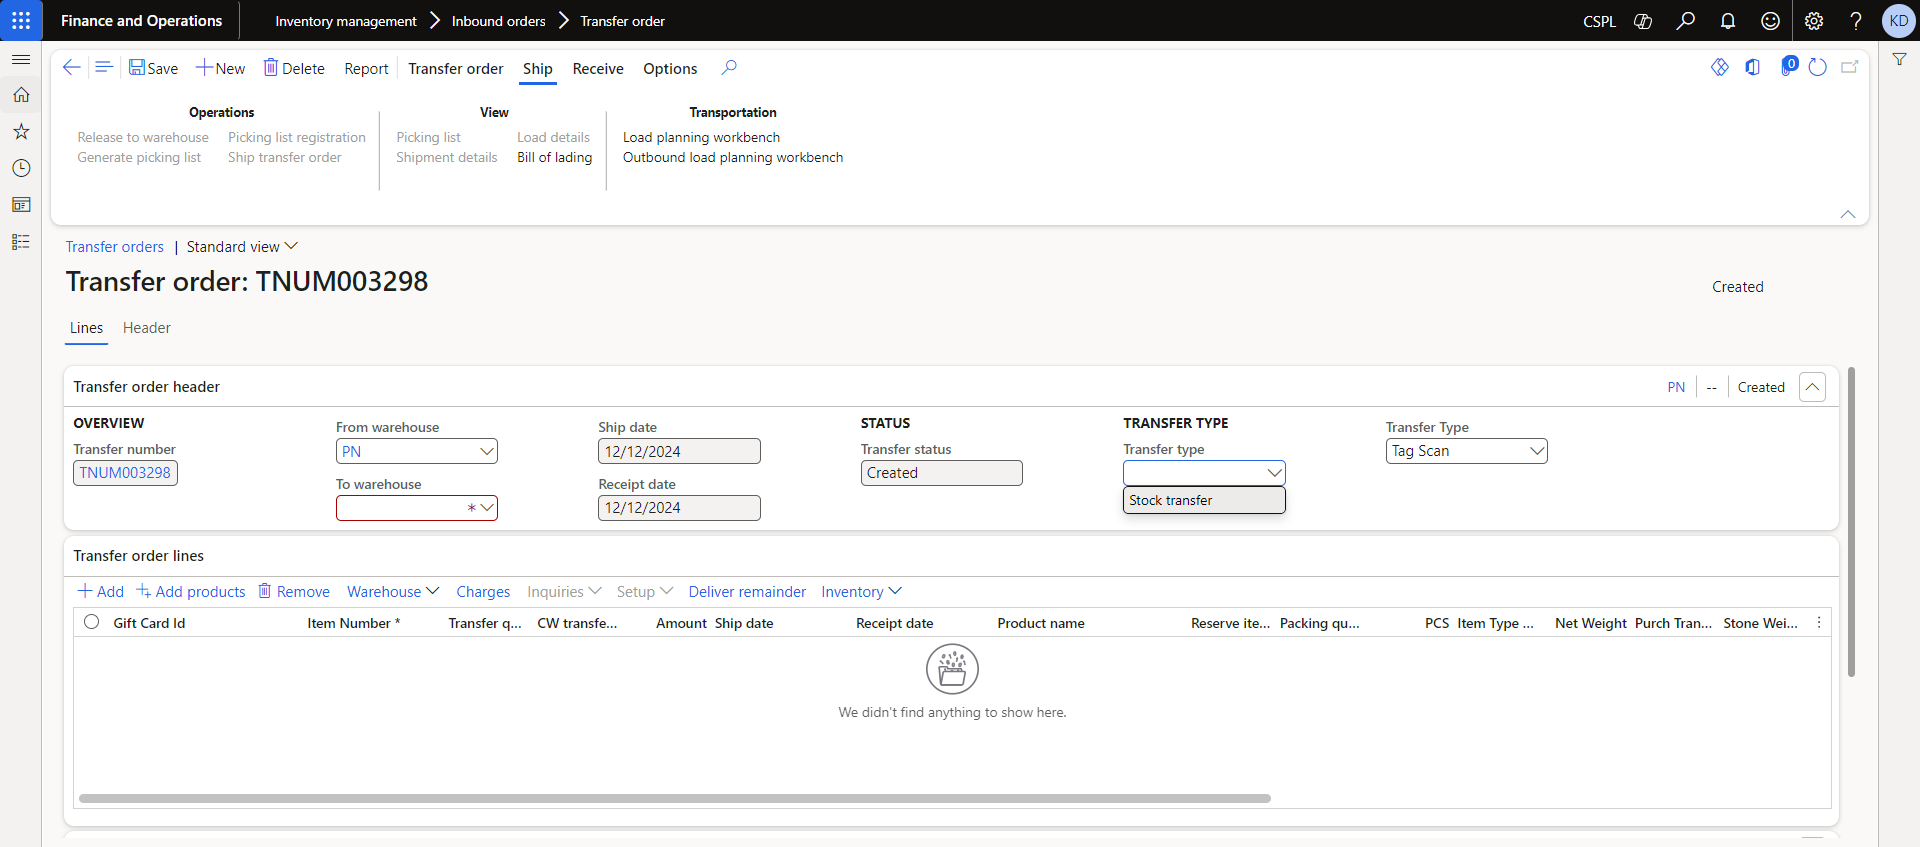 Finance and Operations
Inventory management
Inbound orders
Transfer order
CSPL
KD
Save
New
Delete
Report
Transfer order
Ship
Receive
Options
0
Operations
Release to warehouse
Picking list registration
Generate picking list
Ship transfer order
View
Picking list
Load details
Shipment details
Bill of lading
Transportation
Load planning workbench
Outbound load planning workbench
Transfer orders | Standard view
Transfer order: TNUM003298
Created
Lines
Header
Transfer order header
PN
--
Created
OVERVIEW
Transfer number
TNUM003298
From warehouse
PN
To warehouse
*
Ship date
12/12/2024
Receipt date
12/12/2024
STATUS
Transfer status
Created
TRANSFER TYPE
Transfer type
Stock transfer
Transfer Type
Tag Scan
Transfer order lines
Add
Add products
Remove
Warehouse
Charges
Inquiries
Setup
Deliver remainder
Inventory
Gift Card Id
Item Number *
Transfer q...
CW transfe...
Amount
Ship date
Receipt date
Product name
Reserve ite...
Packing qu...
PCS
Item Type ...
Net Weight
Purch Tran...
Stone Wei...
We didn't find anything to show here.